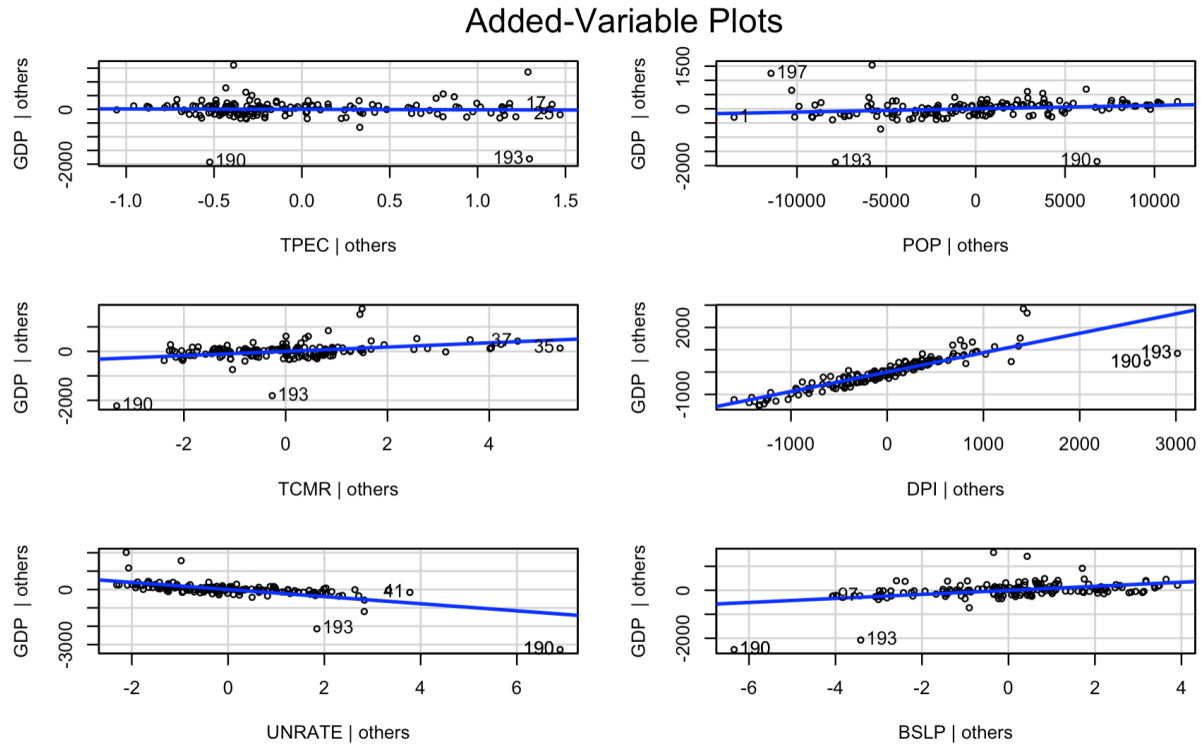 Added-Variable Plots
GDP | others
0
-2000
17
25
190
193
-1.0 -0.5 0.0 0.5 1.0 1.5
TPEC | others
GDP | others
1500
0
-2000
197
1
193
190
-10000 -5000 0 5000 10000
POP | others
GDP | others
0
-2000
37
35
193
190
-2 0 2 4
TCMR | others
GDP | others
2000
-1000
193
190
-1000 0 1000 2000 3000
DPI | others
GDP | others
0
-3000
41
193
190
-2 0 2 4 6
UNRATE | others
GDP | others
0
-2000
193
190
-6 -4 -2 0 2 4
BSLP | others